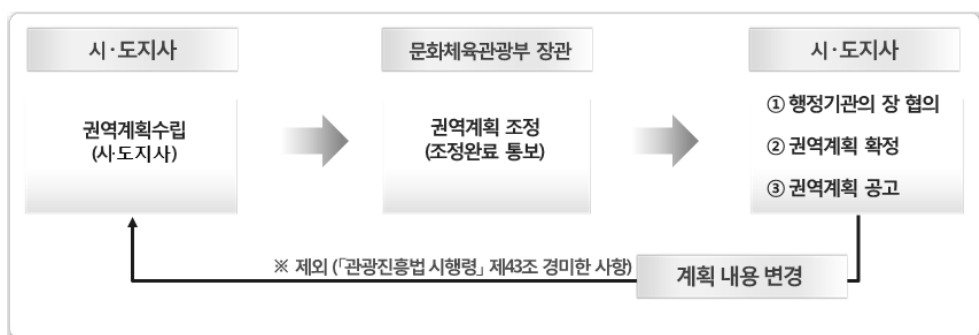 시·도지사
권역계획수립
(시·도지사)
문화체육관광부 장관
권역계획 조정
(조정완료 통보)
시·도지사
① 행정기관의 장 협의
② 권역계획 확정
③ 권역계획 공고
※ 제외 (「관광진흥법 시행령」 제43조 경미한 사항)
계획 내용 변경